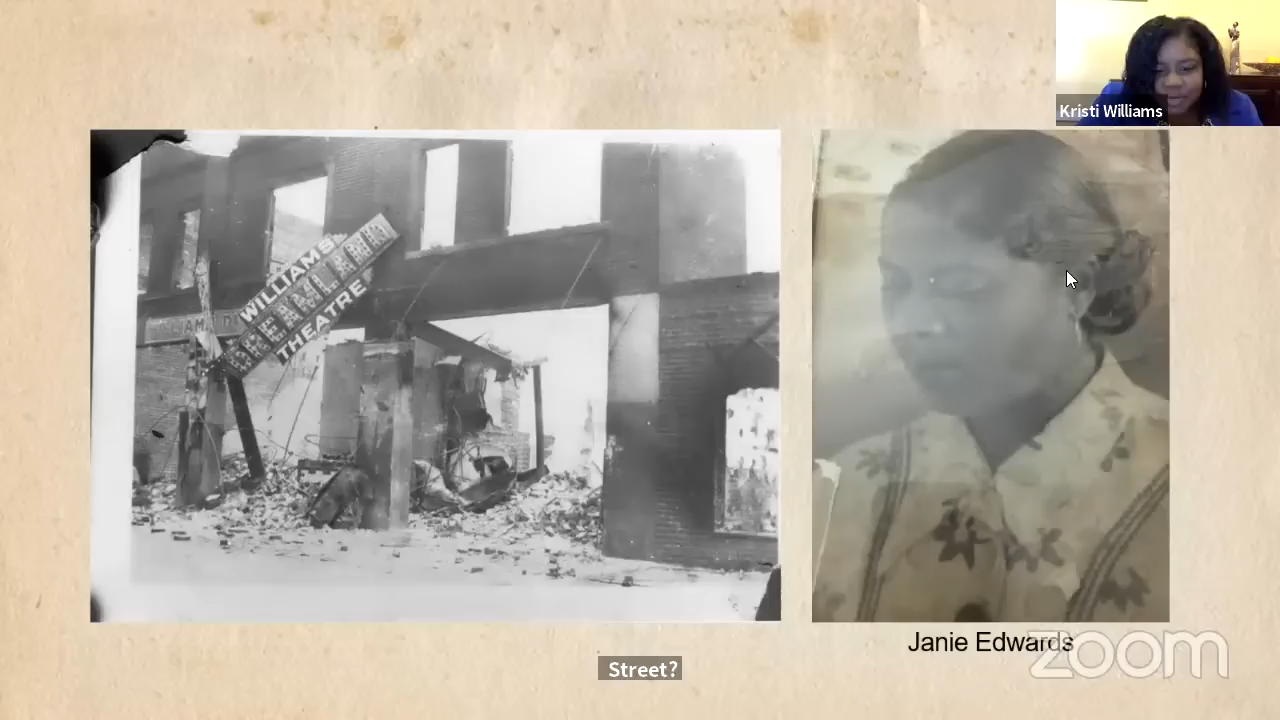 Kristi Williams
WILLIAMS
DREAMLAND
THEATRE
Janie Edwards
zoom
Street?